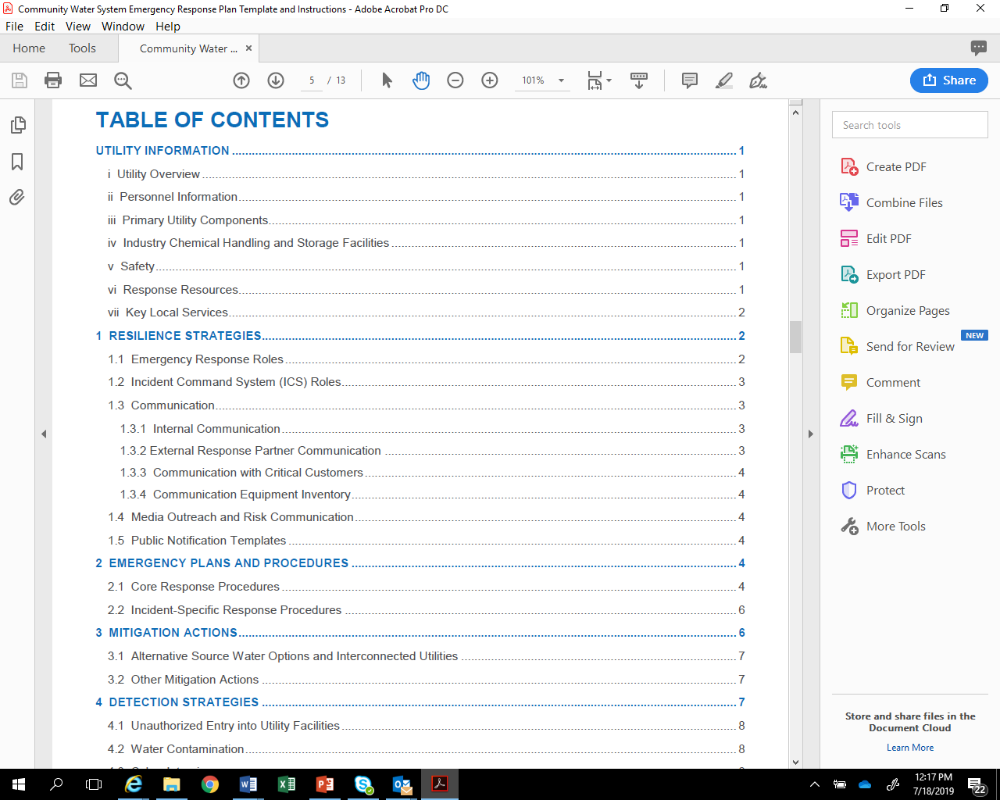 Community Water System Emergency Response Plan Template and Instructions - Adobe Acrobat Pro DC
File Edit View Window Help
Home Tools Community Water ... ×
5 / 13 101% Share
TABLE OF CONTENTS
UTILITY INFORMATION 1
i Utility Overview 1
ii Personnel Information 1
iii Primary Utility Components 1
iv Industry Chemical Handling and Storage Facilities 1
v Safety 1
vi Response Resources 1
vii Key Local Services 2
1 RESILIENCE STRATEGIES 2
1.1 Emergency Response Roles 2
1.2 Incident Command System (ICS) Roles 3
1.3 Communication 3
1.3.1 Internal Communication 3
1.3.2 External Response Partner Communication 3
1.3.3 Communication with Critical Customers 4
1.3.4 Communication Equipment Inventory 4
1.4 Media Outreach and Risk Communication 4
1.5 Public Notification Templates 4
2 EMERGENCY PLANS AND PROCEDURES 4
2.1 Core Response Procedures 4
2.2 Incident-Specific Response Procedures 6
3 MITIGATION ACTIONS 6
3.1 Alternative Source Water Options and Interconnected Utilities 7
3.2 Other Mitigation Actions 7
4 DETECTION STRATEGIES 7
4.1 Unauthorized Entry into Utility Facilities 8
4.2 Water Contamination 8
Search tools
Create PDF
Combine Files
Edit PDF
Export PDF
Organize Pages
Send for Review NEW
Comment
Fill & Sign
Enhance Scans
Protect
More Tools
Store and share files in the
Document Cloud
Learn More
12:17 PM
7/18/2019
22